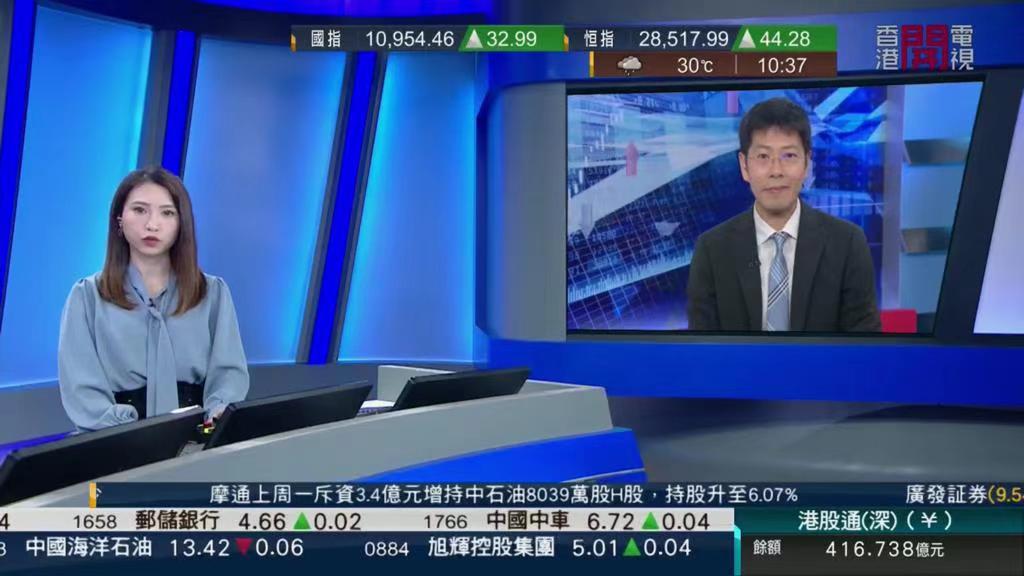 國指 10,954.46 ▲32.99 恒指 28,517.99 ▲44.28
30℃ 10:37
香港開電視
摩通上周一斥資3.4億元增持中石油8039萬股H股，持股升至6.07% 廣發証券(9.5
4 1658 郵儲銀行 4.66▲0.02 1766 中國中車 6.72▲0.04
中國海洋石油 13.42▼0.06 0884 旭輝控股集團 5.01▲0.04
港股通(深)(￥)
餘額 416.738億元